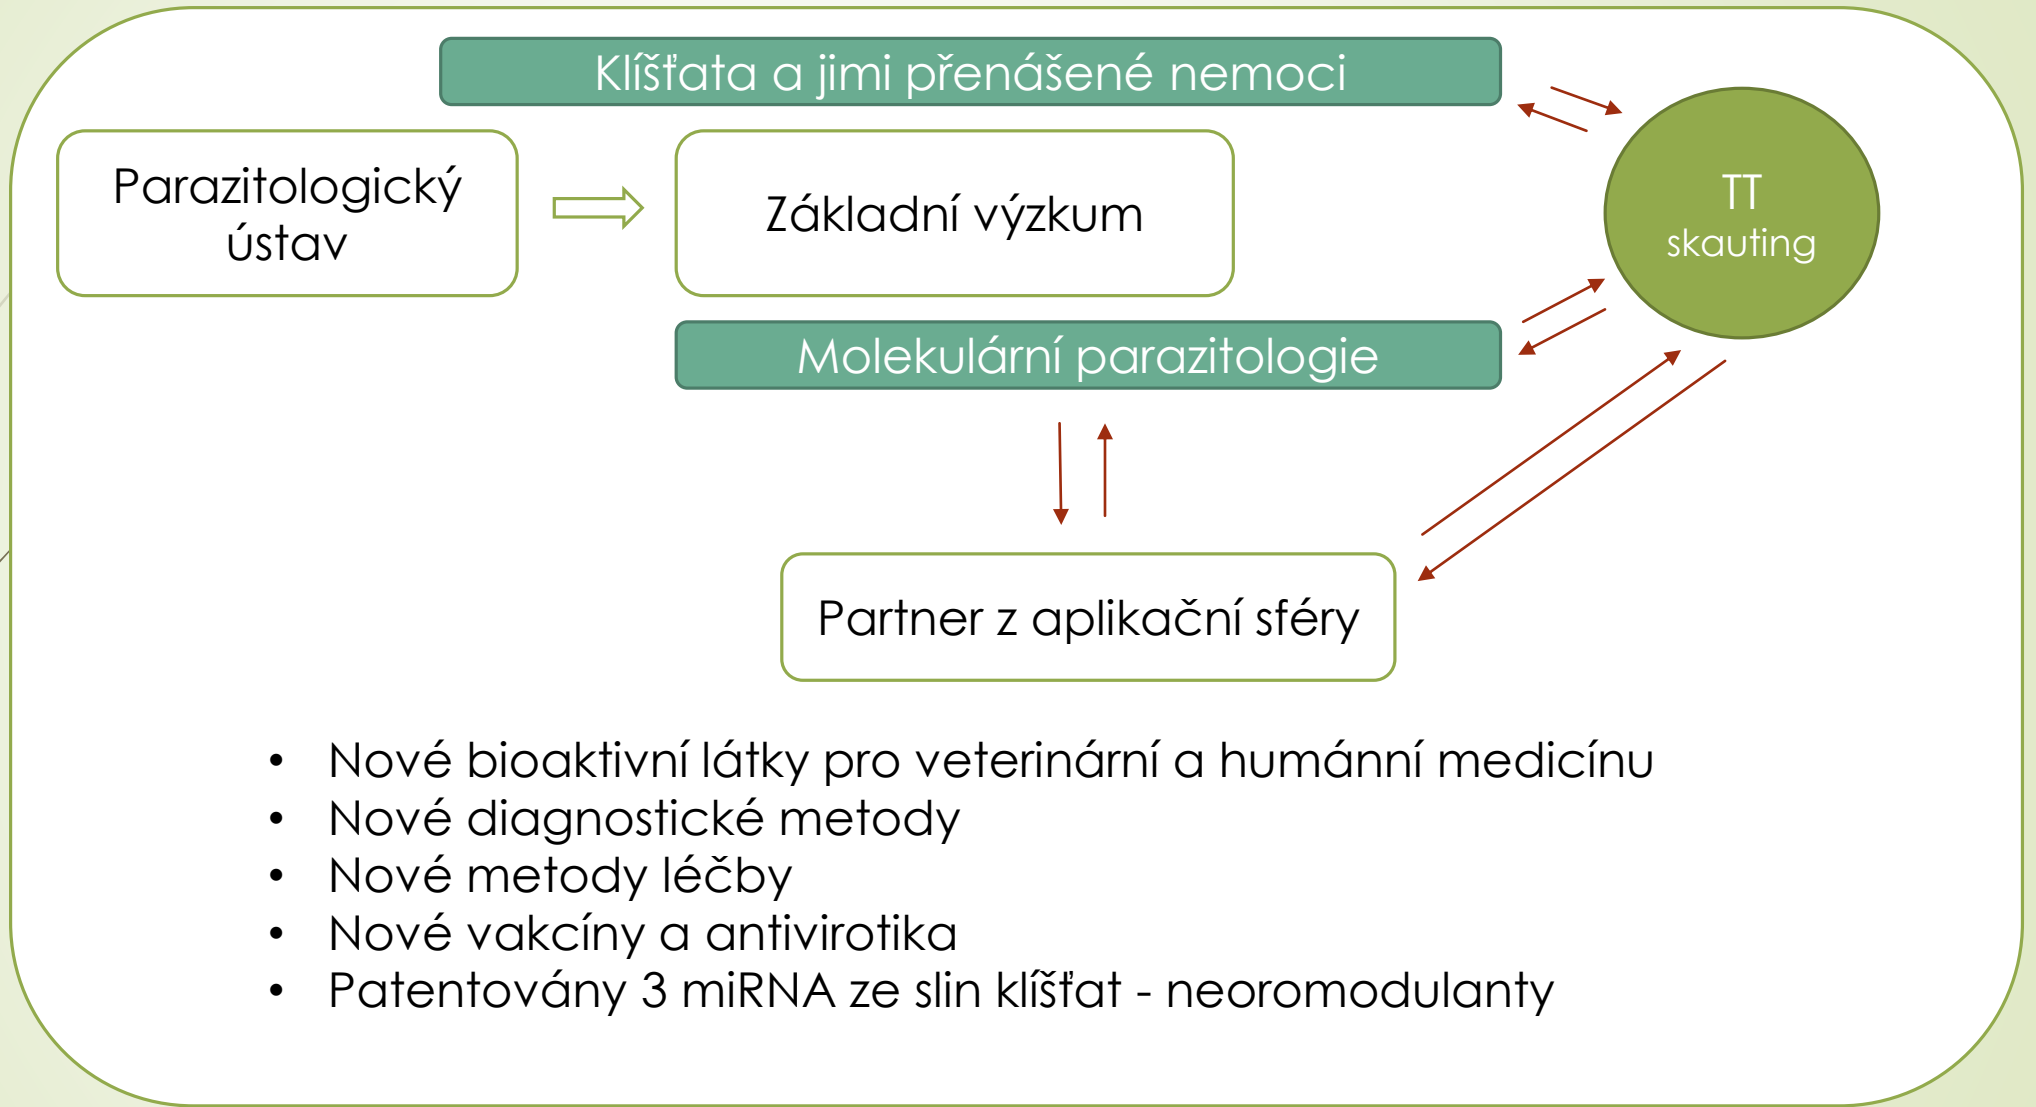 Klíšťata a jimi přenášené nemoci
Parazitologický
ústav
Základní výzkum
TT
skauting
Molekulární parazitologie
Partner z aplikační sféry
• Nové bioaktivní látky pro veterinární a humánní medicínu
• Nové diagnostické metody
• Nové metody léčby
• Nové vakcíny a antivirotika
• Patentovány 3 miRNA ze slin klíšťat - neoromodulanty